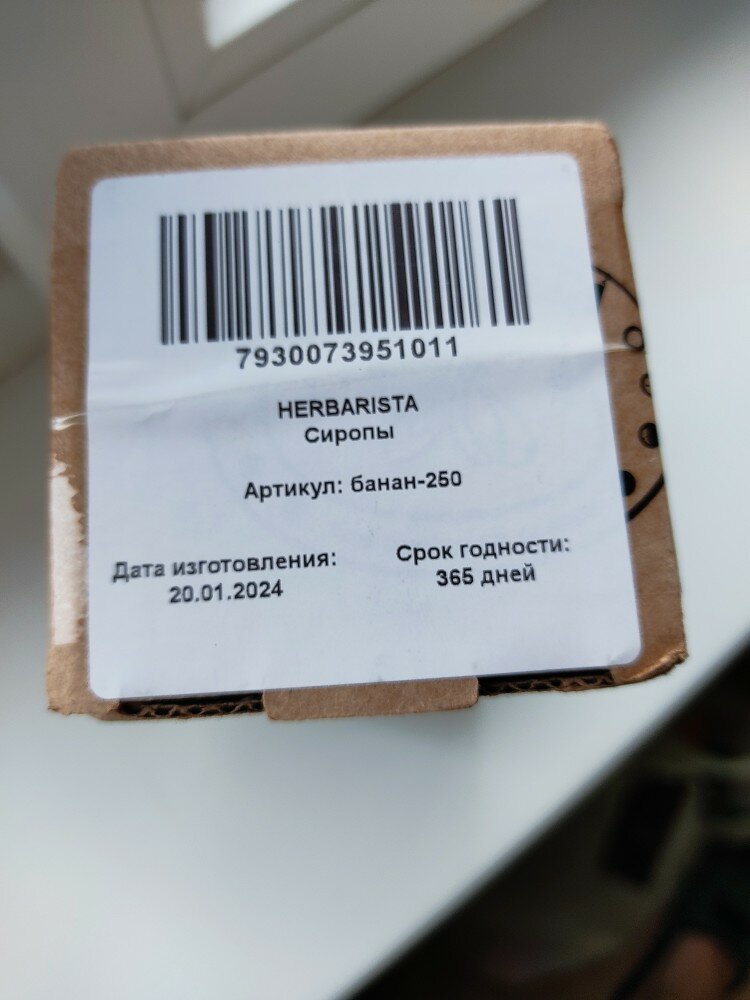 7930073951011
HERBARISTA
Сиропы
Артикул: банан-250
Дата изготовления:
20.01.2024
Срок годности:
365 дней